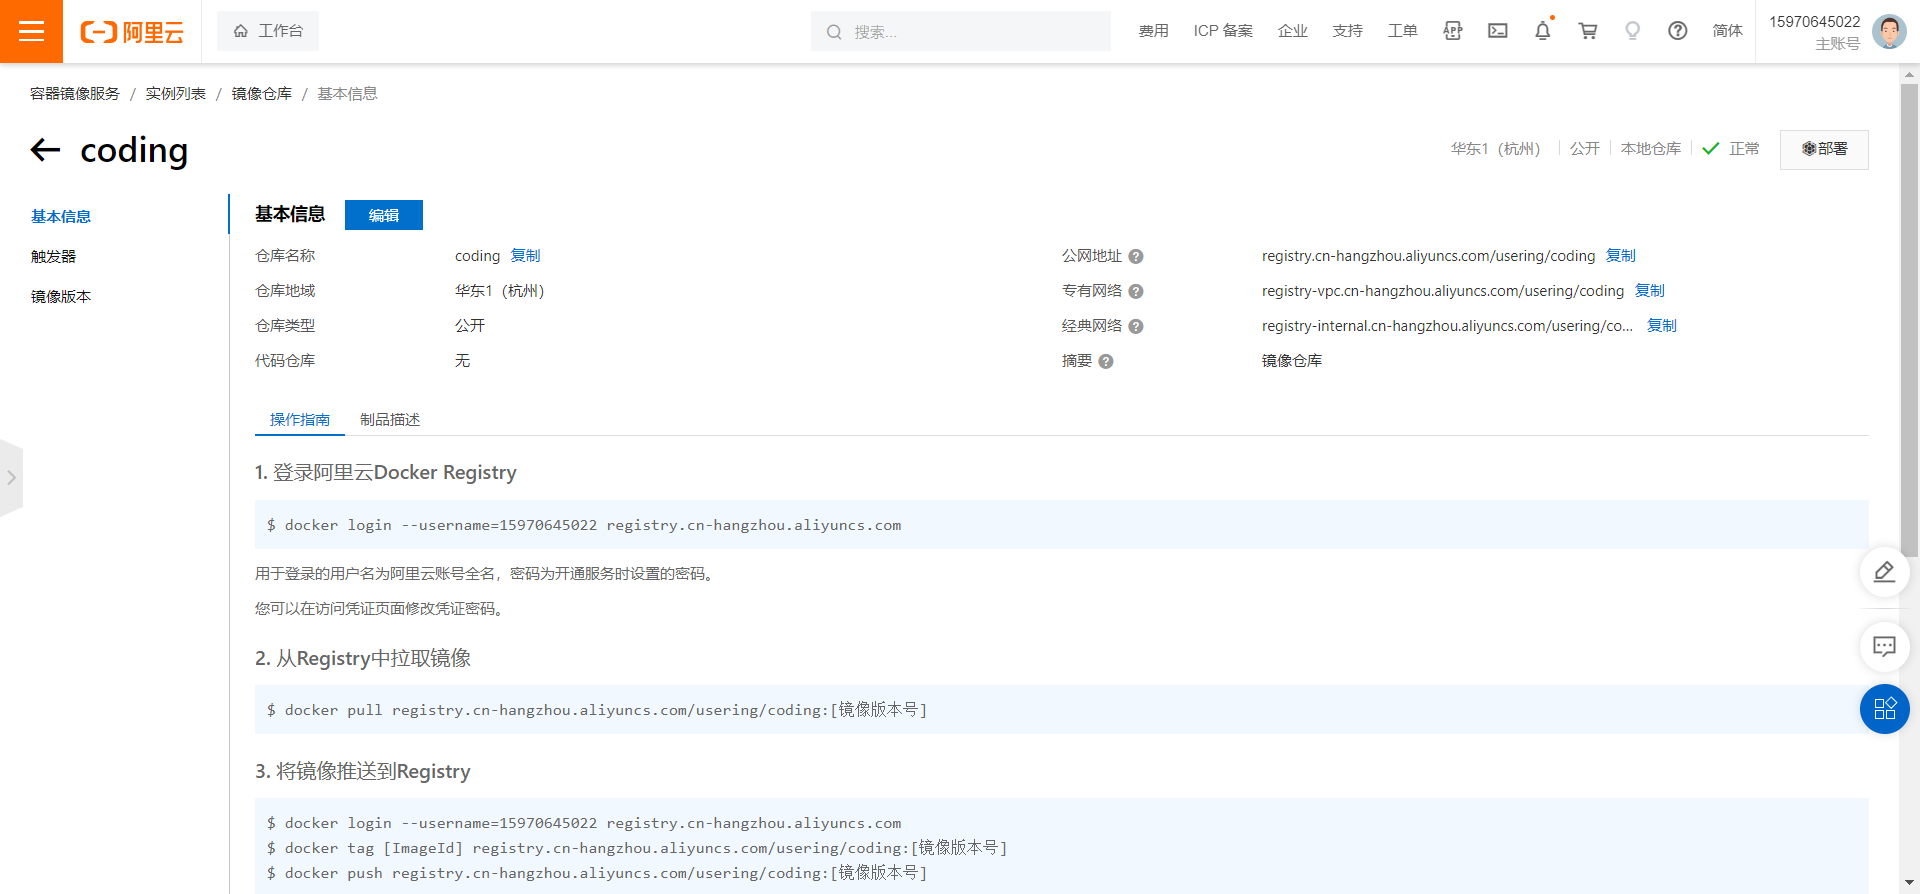 阿里云
工作台
搜索...
费用
ICP 备案
企业
支持
工单
APP
简体
15970645022
主账号
容器镜像服务 / 实例列表 / 镜像仓库 / 基本信息
coding
华东1（杭州）
公开
本地仓库
正常
部署
基本信息
触发器
镜像版本
基本信息
编辑
仓库名称 coding 复制
公网地址 registry.cn-hangzhou.aliyuncs.com/usering/coding 复制
仓库地域 华东1（杭州）
专有网络 registry-vpc.cn-hangzhou.aliyuncs.com/usering/coding 复制
仓库类型 公开
经典网络 registry-internal.cn-hangzhou.aliyuncs.com/usering/co... 复制
代码仓库 无
摘要 镜像仓库
操作指南
制品描述
1. 登录阿里云Docker Registry
$ docker login --username=15970645022 registry.cn-hangzhou.aliyuncs.com
用于登录的用户名为阿里云账号全名，密码为开通服务时设置的密码。
您可以在访问凭证页面修改凭证密码。
2. 从Registry中拉取镜像
$ docker pull registry.cn-hangzhou.aliyuncs.com/usering/coding:[镜像版本号]
3. 将镜像推送到Registry
$ docker login --username=15970645022 registry.cn-hangzhou.aliyuncs.com
$ docker tag [ImageId] registry.cn-hangzhou.aliyuncs.com/usering/coding:[镜像版本号]
$ docker push registry.cn-hangzhou.aliyuncs.com/usering/coding:[镜像版本号]